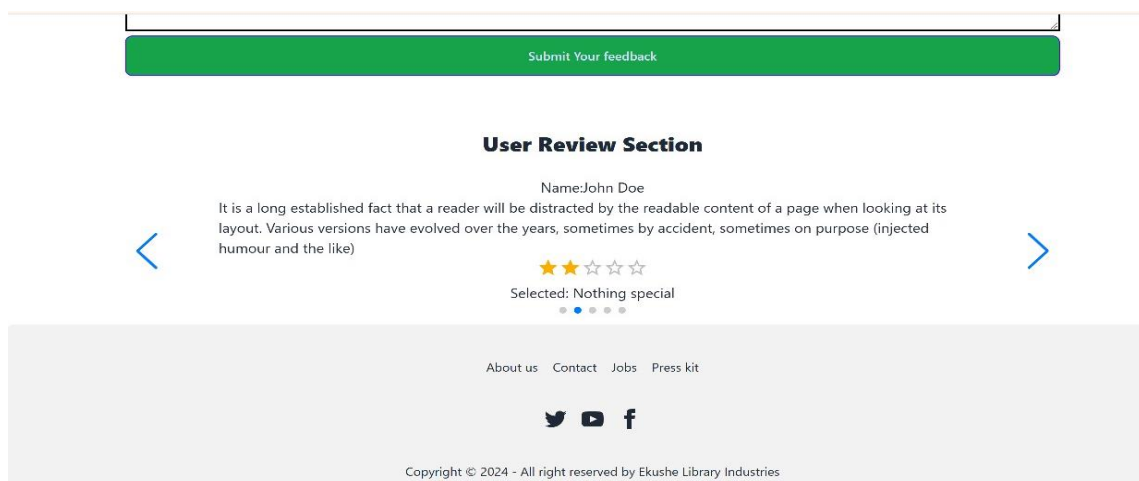 Submit Your feedback
User Review Section
Name:John Doe
It is a long established fact that a reader will be distracted by the readable content of a page when looking at its
layout. Various versions have evolved over the years, sometimes by accident, sometimes on purpose (injected
humour and the like)
Selected: Nothing special
About us Contact Jobs Press kit
Copyright © 2024 - All right reserved by Ekushe Library Industries